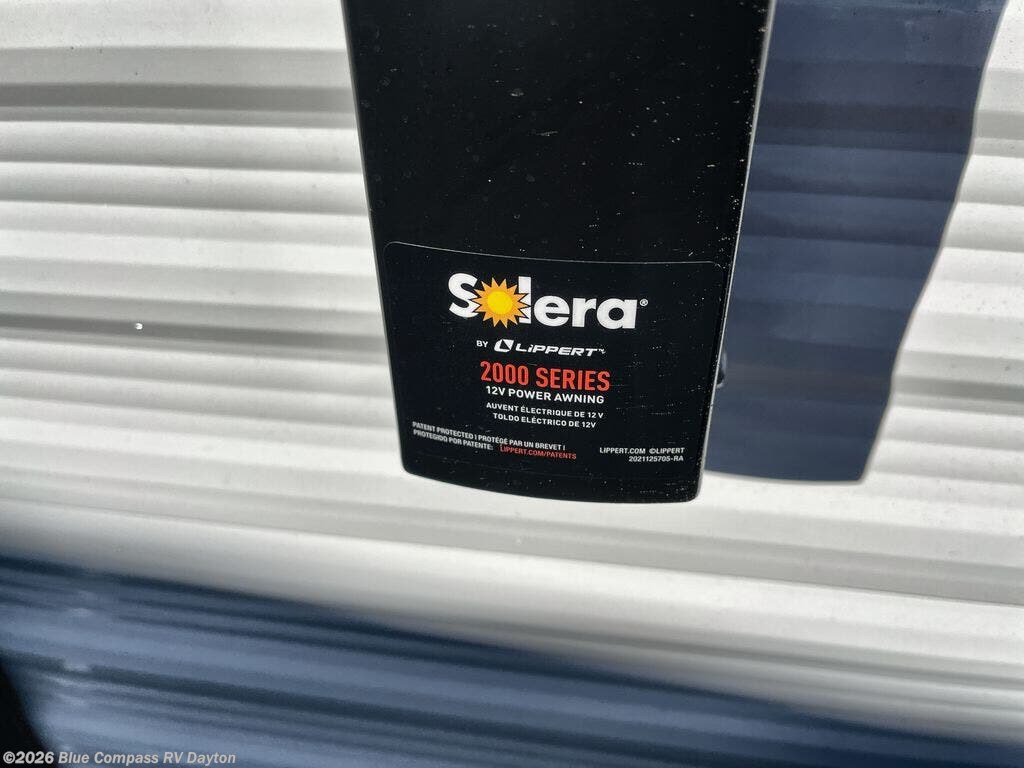 Solera®
BY LIPPERT™
2000 SERIES
12V POWER AWNING
AUVENT ÉLECTRIQUE DE 12 V
TOLDO ELÉCTRICO DE 12V
PATENT PROTECTED | PROTÉGÉ PAR UN BREVET |
PROTEGIDO POR PATENTE: LIPPERT.COM/PATENTS
LIPPERT.COM ©LIPPERT
2021125705-RA
©2026 Blue Compass RV Dayton